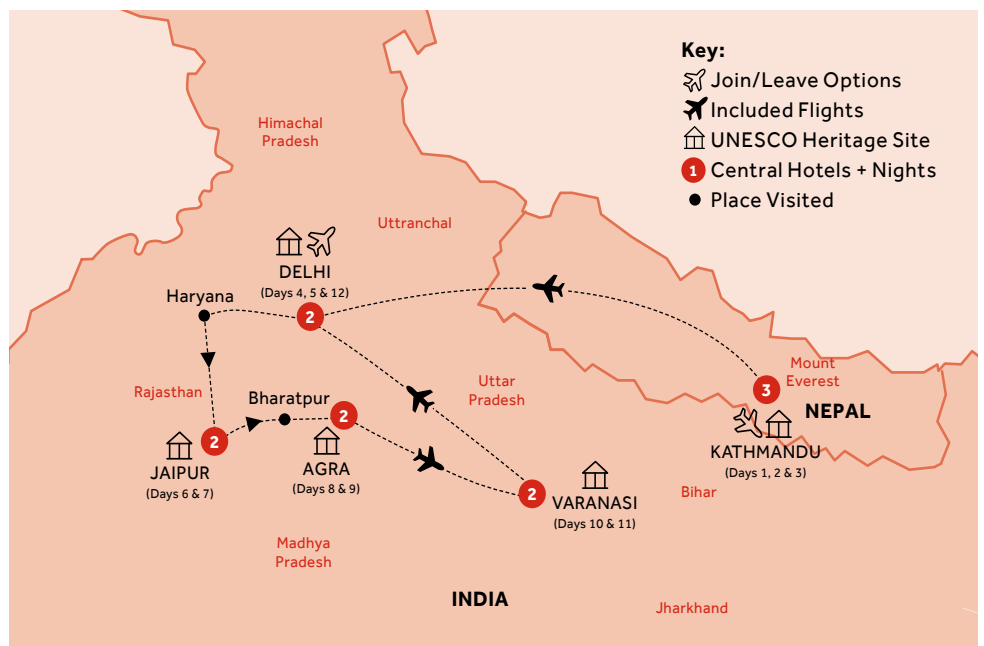 Key:
Join/Leave Options
Included Flights
UNESCO Heritage Site
1 Central Hotels + Nights
Place Visited
Himachal
Pradesh
Uttranchal
DELHI
(Days 4, 5 & 12)
2
Haryana
Mount
Everest
3
NEPAL
KATHMANDU
(Days 1, 2 & 3)
Rajasthan
Bharatpur
2
Uttar
Pradesh
2
JAIPUR
(Days 6 & 7)
AGRA
(Days 8 & 9)
2
VARANASI
(Days 10 & 11)
Bihar
Madhya
Pradesh
INDIA
Jharkhand